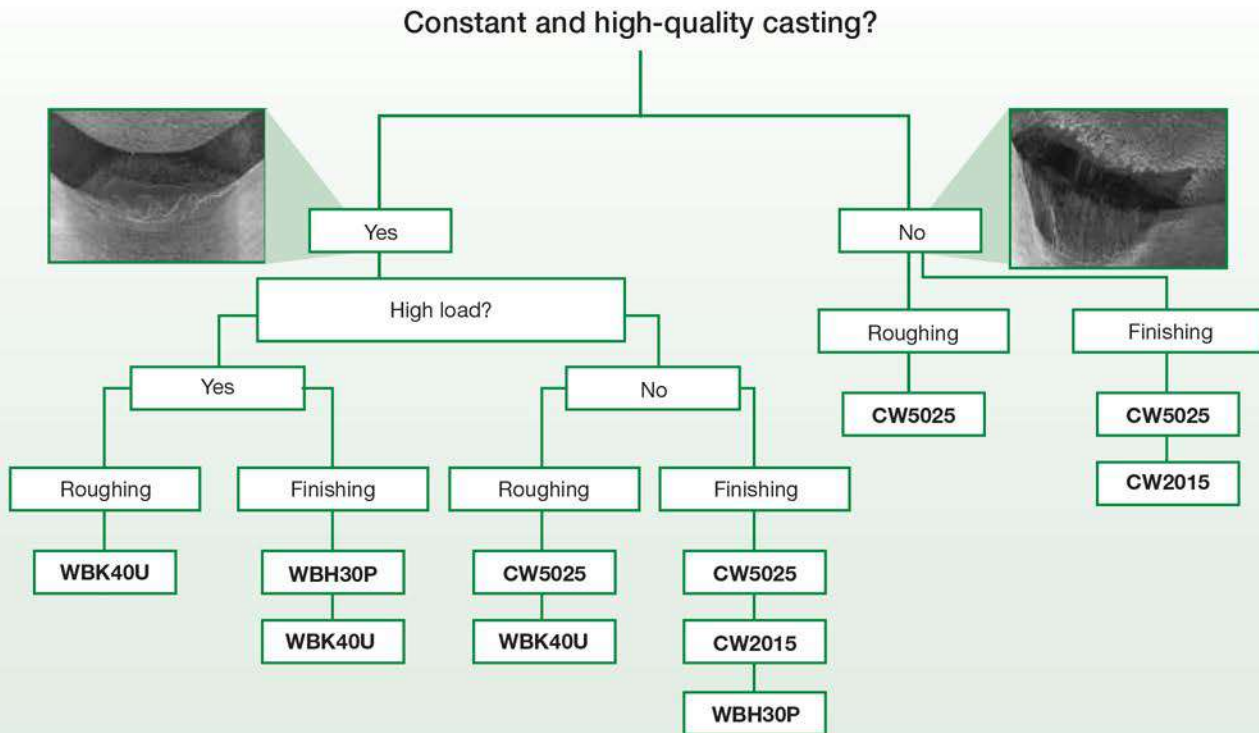 Constant and high-quality casting?
Yes
No
High load?
Roughing
Finishing
Yes
No
CW5025
CW5025
Roughing
Finishing
Roughing
Finishing
CW2015
WBK40U
WBH30P
CW5025
CW5025
WBK40U
WBK40U
CW2015
WBH30P